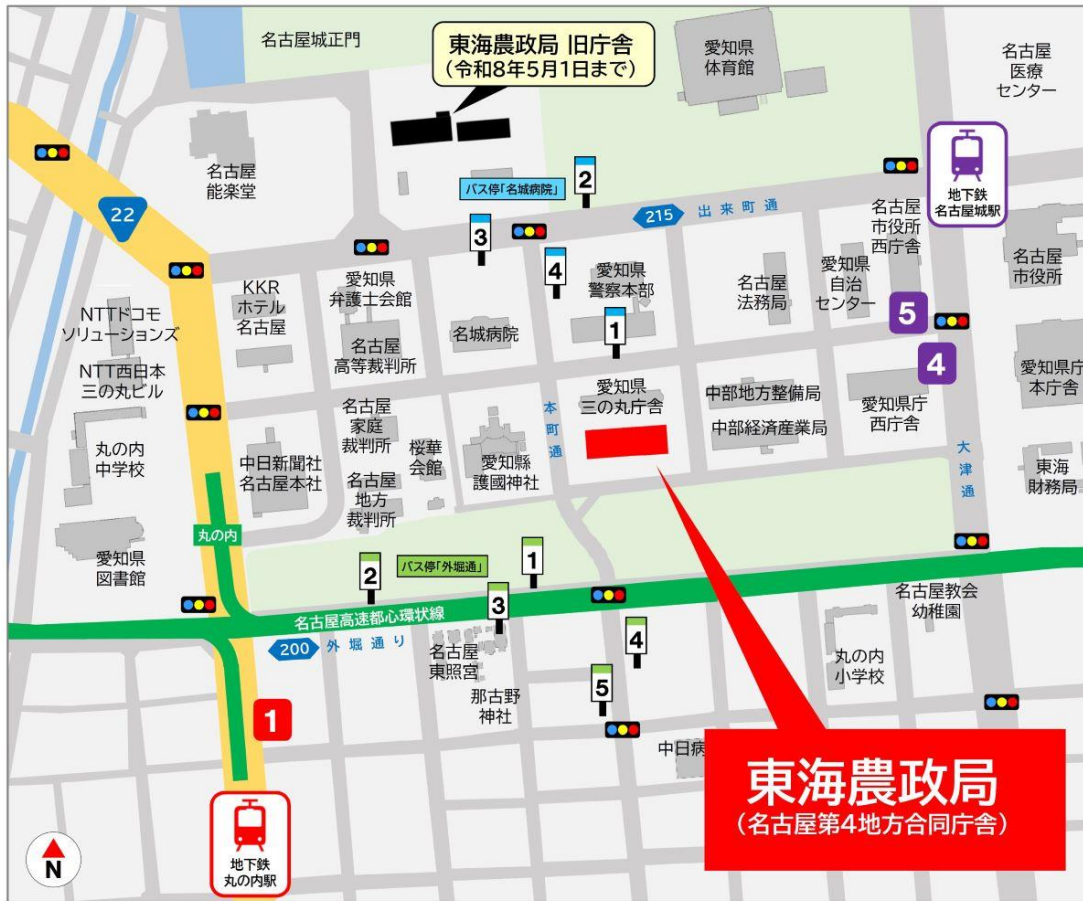 名古屋城正門
東海農政局 旧庁舎
（令和8年5月1日まで）
愛知県
体育館
名古屋
医療
センター
名古屋
能楽堂
22
バス停「名城病院」
2
3
4
1
215
出来町通
地下鉄
名古屋城駅
名古屋
市役所
西庁舎
名古屋
市役所
KKR
ホテル
名古屋
愛知県
弁護士会館
名古屋
高等裁判所
名城病院
愛知県
警察本部
名古屋
法務局
愛知県
自治
センター
5
4
NTTドコモ
ソリューションズ
NTT西日本
三の丸ビル
丸の内
中学校
愛知県
図書館
中日新聞社
名古屋本社
名古屋
家庭
裁判所
名古屋
地方
裁判所
桜華
会館
愛知縣
護國神社
本町通
愛知県
三の丸庁舎
中部地方整備局
中部経済産業局
愛知県庁
西庁舎
愛知県庁
本庁舎
大津通
東海
財務局
丸の内
バス停「外堀通」
2
1
3
4
5
名古屋高速都心環状線
200
外堀通り
名古屋
東照宮
那古野
神社
名古屋教会
幼稚園
丸の内
小学校
中日病
1
地下鉄
丸の内駅
東海農政局
（名古屋第4地方合同庁舎）
N